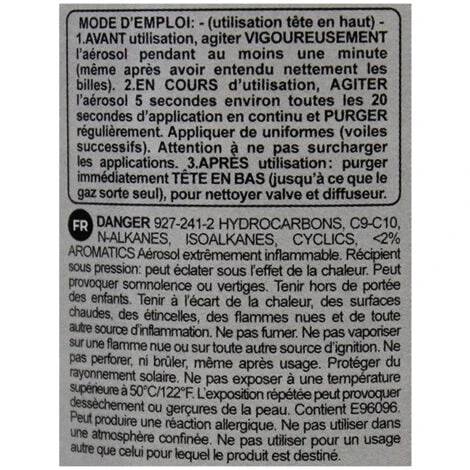 MODE D'EMPLOI: - (utilisation tête en haut) -
1.AVANT utilisation, agiter VIGOUREUSEMENT
l'aérosol pendant au moins une minute
(même après avoir entendu nettement les
billes). 2.EN COURS d'utilisation, AGITER
l'aérosol 5 secondes environ toutes les 20
secondes d'application en continu et PURGER
régulièrement. Appliquer de uniformes (voiles
successifs). Attention à ne pas surcharger
les applications. 3.APRÈS utilisation: purger
immédiatement TÊTE EN BAS (jusqu'à ce que le
gaz sorte seul), pour nettoyer valve et diffuseur.
FR DANGER 927-241-2 HYDROCARBONS, C9-C10,
N-ALKANES, ISOALKANES, CYCLICS, <2%
AROMATICS Aérosol extrêmement inflammable. Récipient
sous pression: peut éclater sous l'effet de la chaleur. Peut
provoquer somnolence ou vertiges. Tenir hors de portée
des enfants. Tenir à l'écart de la chaleur, des surfaces
chaudes, des étincelles, des flammes nues et de toute
autre source d'inflammation. Ne pas fumer. Ne pas vaporiser
sur une flamme nue ou sur toute autre source d'ignition. Ne
pas perforer, ni brûler, même après usage. Protéger du
rayonnement solaire. Ne pas exposer à une température
supérieure à 50°C/122°F. L'exposition répétée peut provoquer
dessèchement ou gerçures de la peau. Contient E96096.
Peut produire une réaction allergique. Ne pas utiliser dans
une atmosphère confinée. Ne pas utiliser pour un usage
autre que celui pour lequel le produit est destiné.